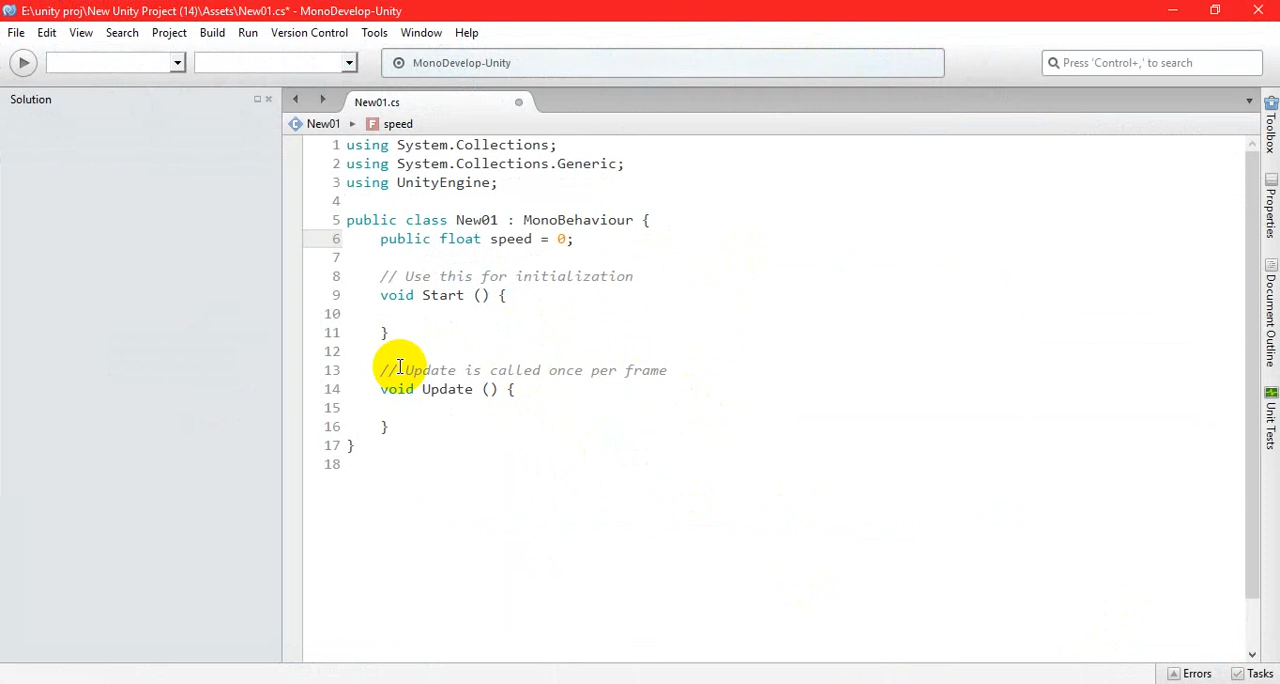 E:\unity proj\New Unity Project (14)\Assets\New01.cs* - MonoDevelop-Unity
File Edit View Search Project Build Run Version Control Tools Window Help
MonoDevelop-Unity
Press 'Control+,' to search
Solution
New01.cs
New01 F speed
1 using System.Collections;
2 using System.Collections.Generic;
3 using UnityEngine;
4
5 public class New01 : MonoBehaviour {
6 public float speed = 0;
7
8 // Use this for initialization
9 void Start () {
10
11 }
12
13 // Update is called once per frame
14 void Update () {
15
16 }
17 }
18
Toolbox
Properties
Document Outline
Unit Tests
Errors Tasks